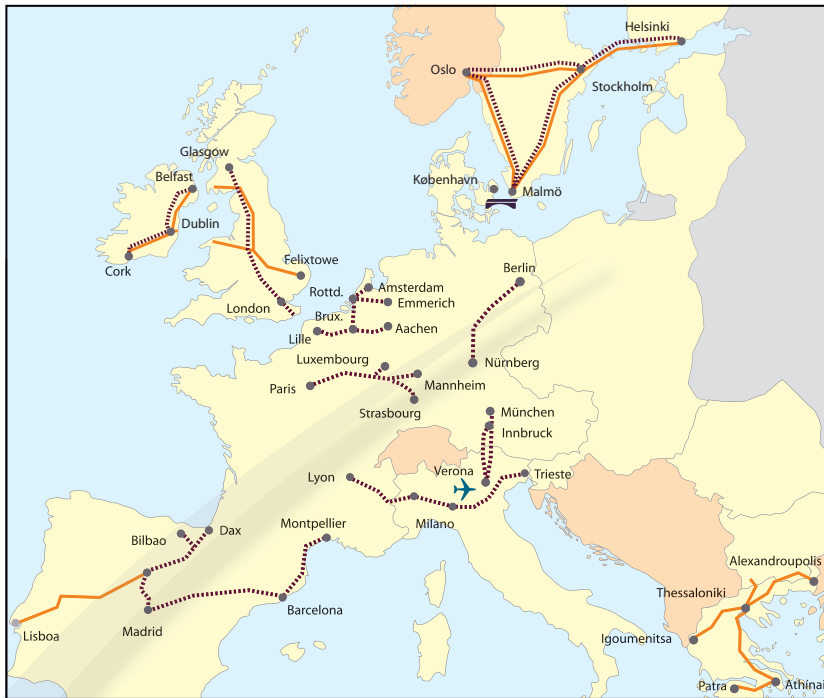 Helsinki
Oslo
Stockholm
Glasgow
Belfast
København
Malmö
Dublin
Cork
Felixtowe
Berlin
Rottd.
Amsterdam
Emmerich
London
Brux.
Aachen
Lille
Luxembourg
Nürnberg
Paris
Mannheim
Strasbourg
München
Innbruck
Lyon
Verona
Trieste
Milano
Montpellier
Bilbao
Dax
Alexandroupolis
Thessaloniki
Barcelona
Lisboa
Madrid
Igoumenitsa
Patra
Athínai